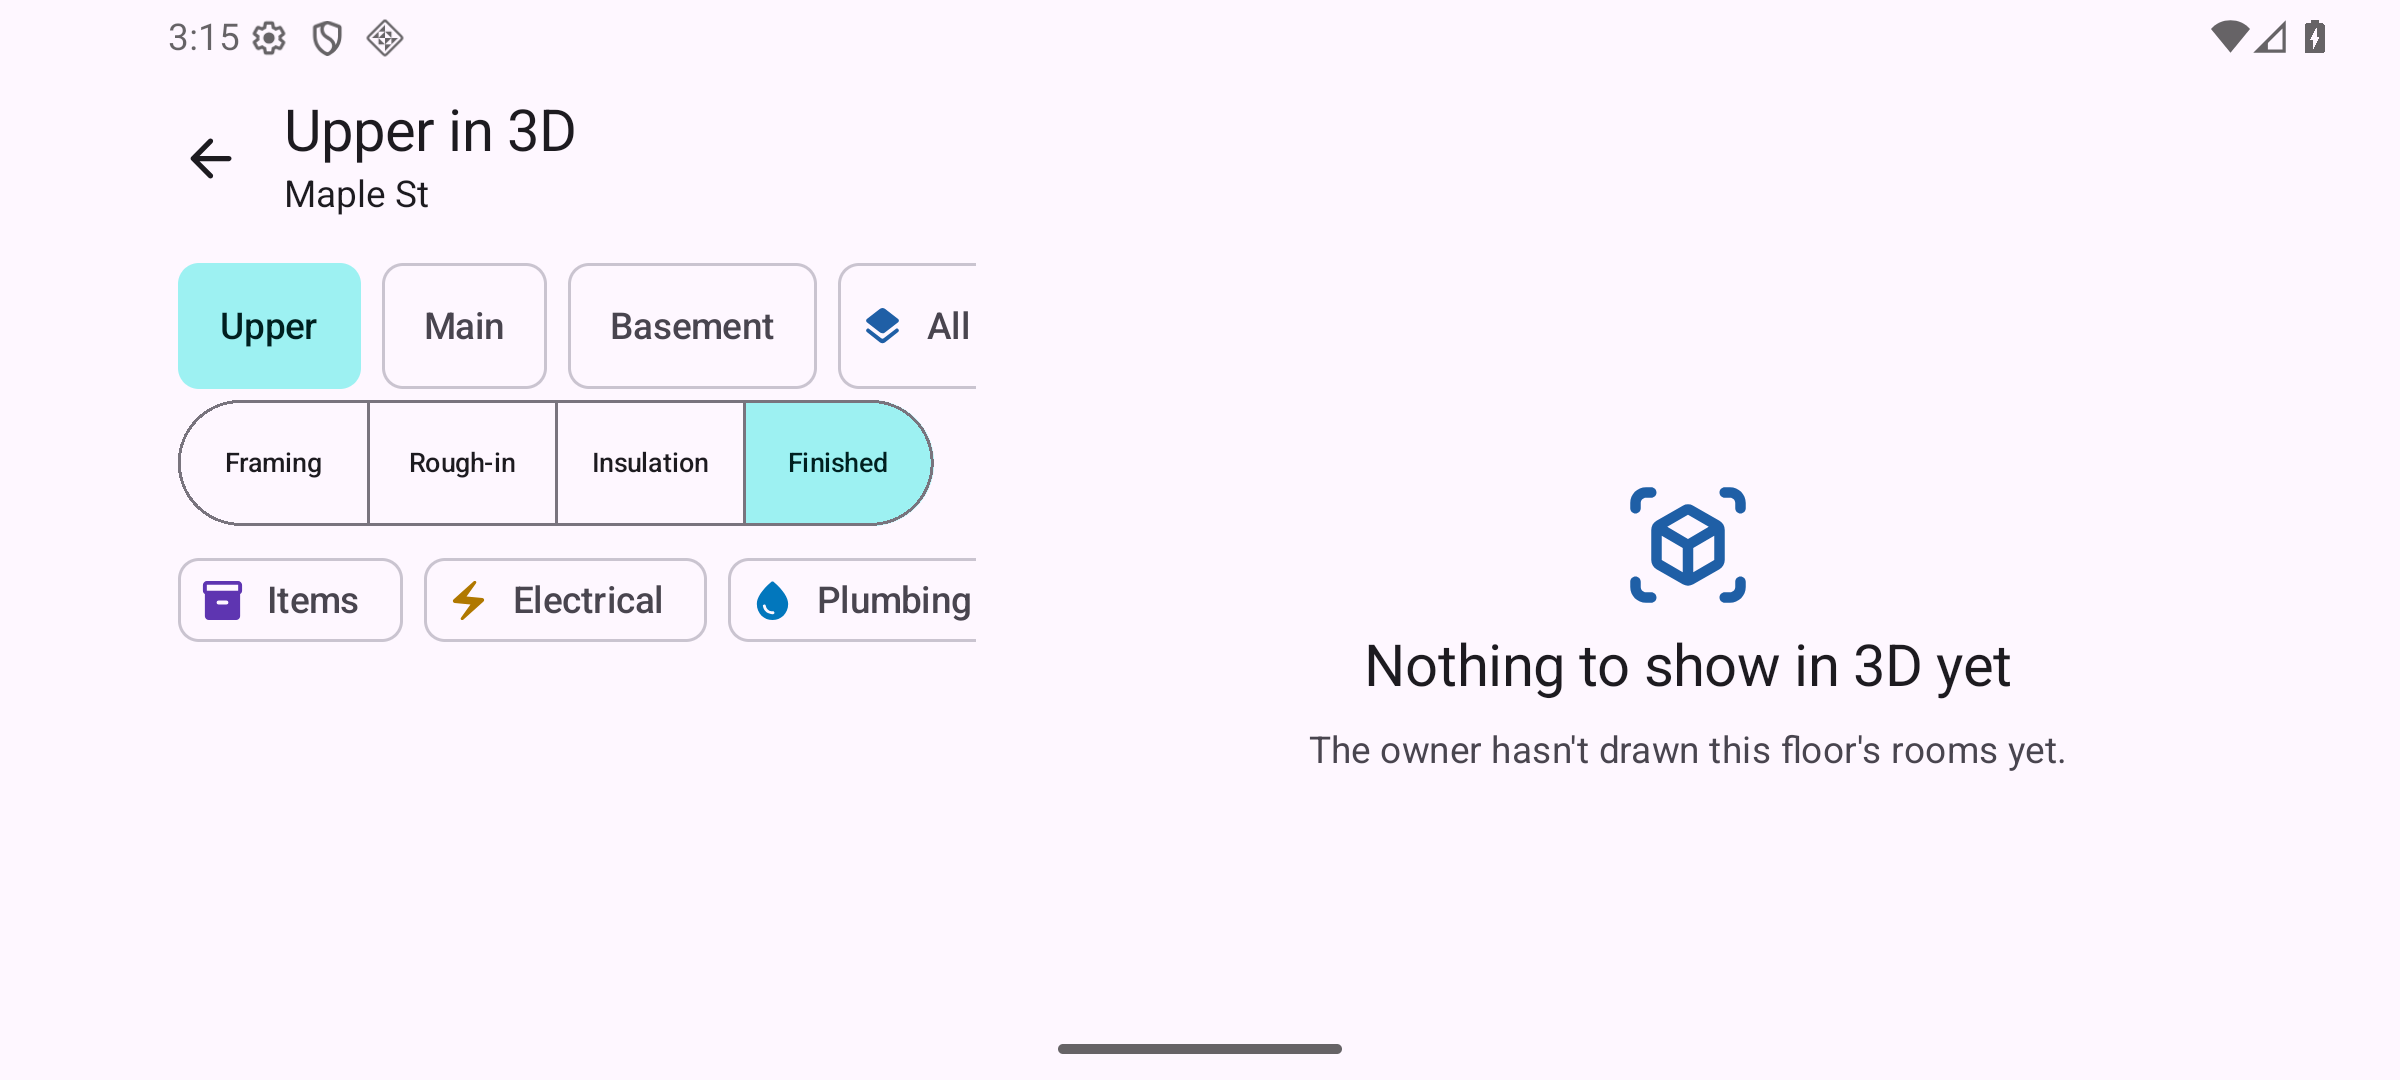 3:15
Upper in 3D
Maple St
Upper
Main
Basement
All
Framing
Rough-in
Insulation
Finished
Items
Electrical
Plumbing
Nothing to show in 3D yet
The owner hasn't drawn this floor's rooms yet.